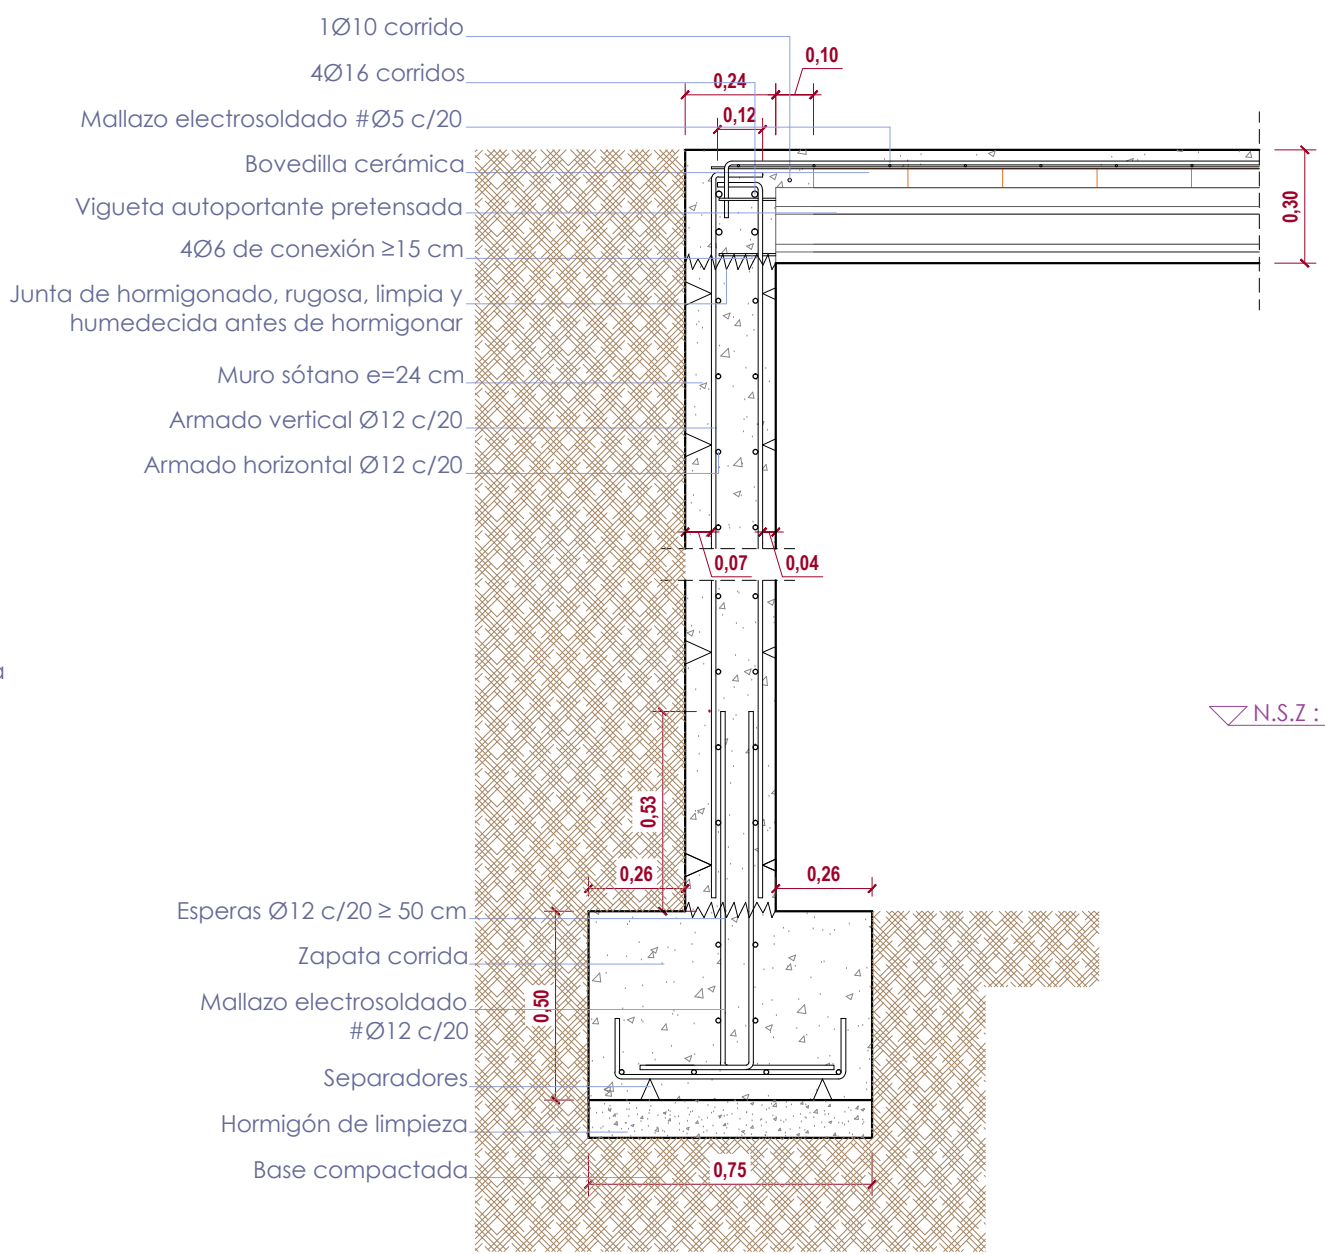 1Ø10 corrido
4Ø16 corridos
Mallazo electrosoldado #Ø5 c/20
Bovedilla cerámica
Vigueta autoportante pretensada
4Ø6 de conexión ≥15 cm
Junta de hormigonado, rugosa, limpia y
humedecida antes de hormigonar
Muro sótano e=24 cm
Armado vertical Ø12 c/20
Armado horizontal Ø12 c/20
Esperas Ø12 c/20 ≥ 50 cm
Zapata corrida
Mallazo electrosoldado
#Ø12 c/20
Separadores
Hormigón de limpieza
Base compactada
0,10
0,24
0,12
0,30
0,07
0,04
N.S.Z :
0,53
0,26
0,26
0,50
0,75